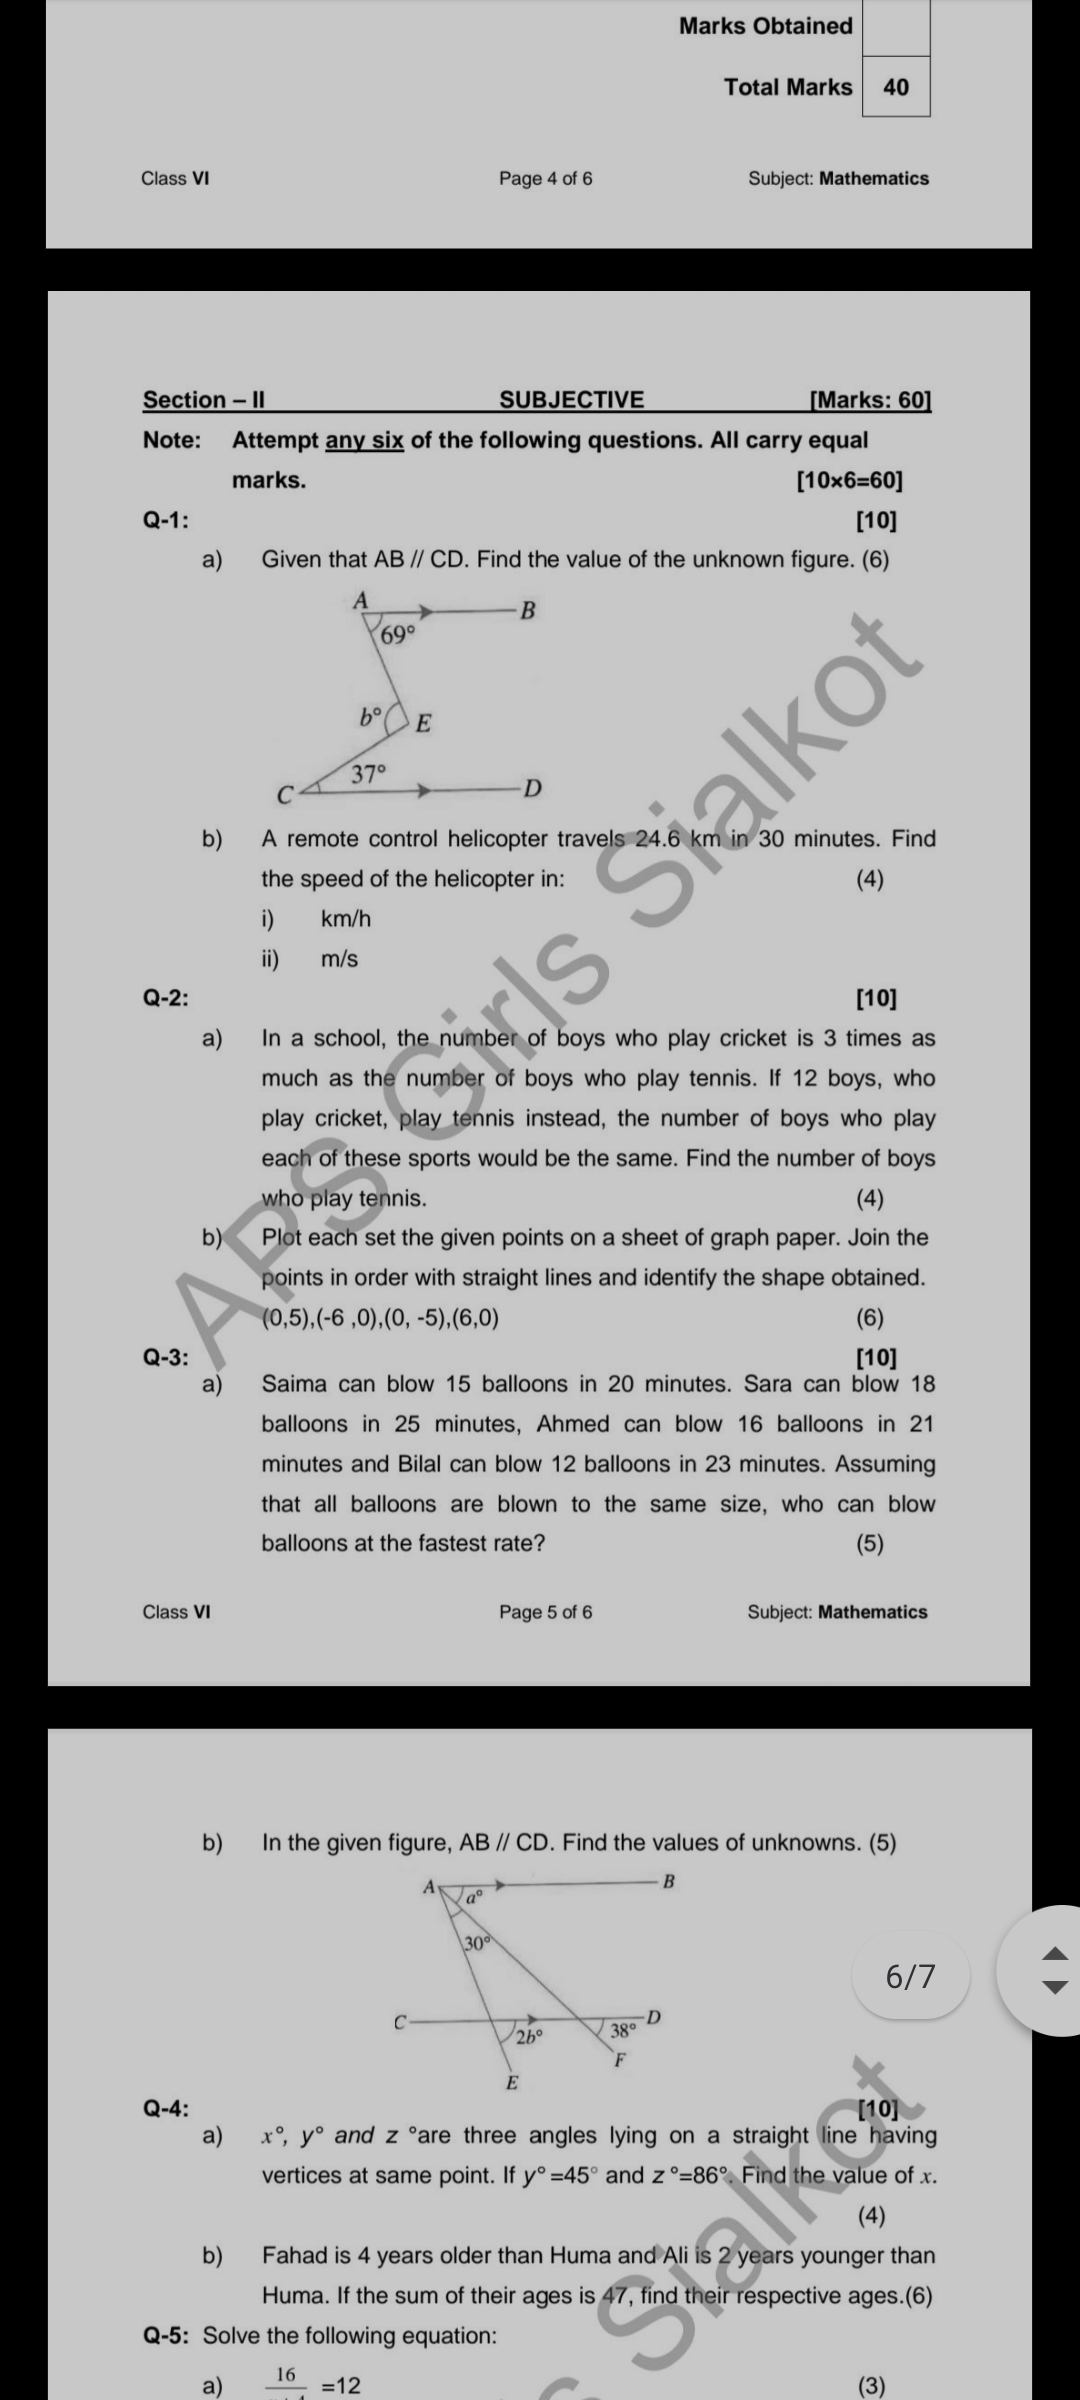 Marks Obtained
Total Marks 40
Class VI Page 4 of 6 Subject: Mathematics
Section – II SUBJECTIVE [Marks: 60]
Note: Attempt any six of the following questions. All carry equal
marks. [10×6=60]
Q-1: [10]
a) Given that AB // CD. Find the value of the unknown figure. (6)
A B
69°
b° E
37°
C D
b) A remote control helicopter travels 24.6 km in 30 minutes. Find
the speed of the helicopter in: (4)
i) km/h
ii) m/s
Q-2: [10]
a) In a school, the number of boys who play cricket is 3 times as
much as the number of boys who play tennis. If 12 boys, who
play cricket, play tennis instead, the number of boys who play
each of these sports would be the same. Find the number of boys
who play tennis. (4)
b) Plot each set the given points on a sheet of graph paper. Join the
points in order with straight lines and identify the shape obtained.
(0,5),(-6 ,0),(0, -5),(6,0) (6)
Q-3: [10]
a) Saima can blow 15 balloons in 20 minutes. Sara can blow 18
balloons in 25 minutes, Ahmed can blow 16 balloons in 21
minutes and Bilal can blow 12 balloons in 23 minutes. Assuming
that all balloons are blown to the same size, who can blow
balloons at the fastest rate? (5)
APS Girls Sialkot
Class VI Page 5 of 6 Subject: Mathematics
b) In the given figure, AB // CD. Find the values of unknowns. (5)
A B
a°
30°
C D
2b° 38°
F
E
6/7
Q-4: [10]
a) x°, y° and z °are three angles lying on a straight line having
vertices at same point. If y° =45° and z °=86°. Find the value of x.
(4)
b) Fahad is 4 years older than Huma and Ali is 2 years younger than
Huma. If the sum of their ages is 47, find their respective ages.(6)
Q-5: Solve the following equation:
a) 16 =12 (3)
Sialkot